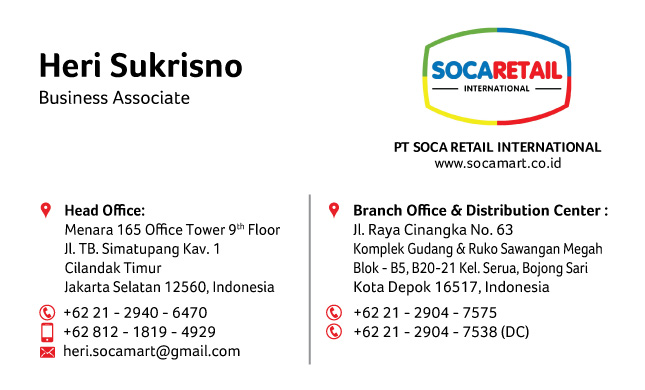 Heri Sukrisno
Business Associate
SOCARETAIL
INTERNATIONAL
PT SOCA RETAIL INTERNATIONAL
www.socamart.co.id
Head Office:
Menara 165 Office Tower 9th Floor
Jl. TB. Simatupang Kav. 1
Cilandak Timur
Jakarta Selatan 12560, Indonesia
+62 21 - 2940 - 6470
+62 812 - 1819 - 4929
heri.socamart@gmail.com
Branch Office & Distribution Center :
Jl. Raya Cinangka No. 63
Komplek Gudang & Ruko Sawangan Megah
Blok - B5, B20-21 Kel. Serua, Bojong Sari
Kota Depok 16517, Indonesia
+62 21 - 2904 - 7575
+62 21 - 2904 - 7538 (DC)